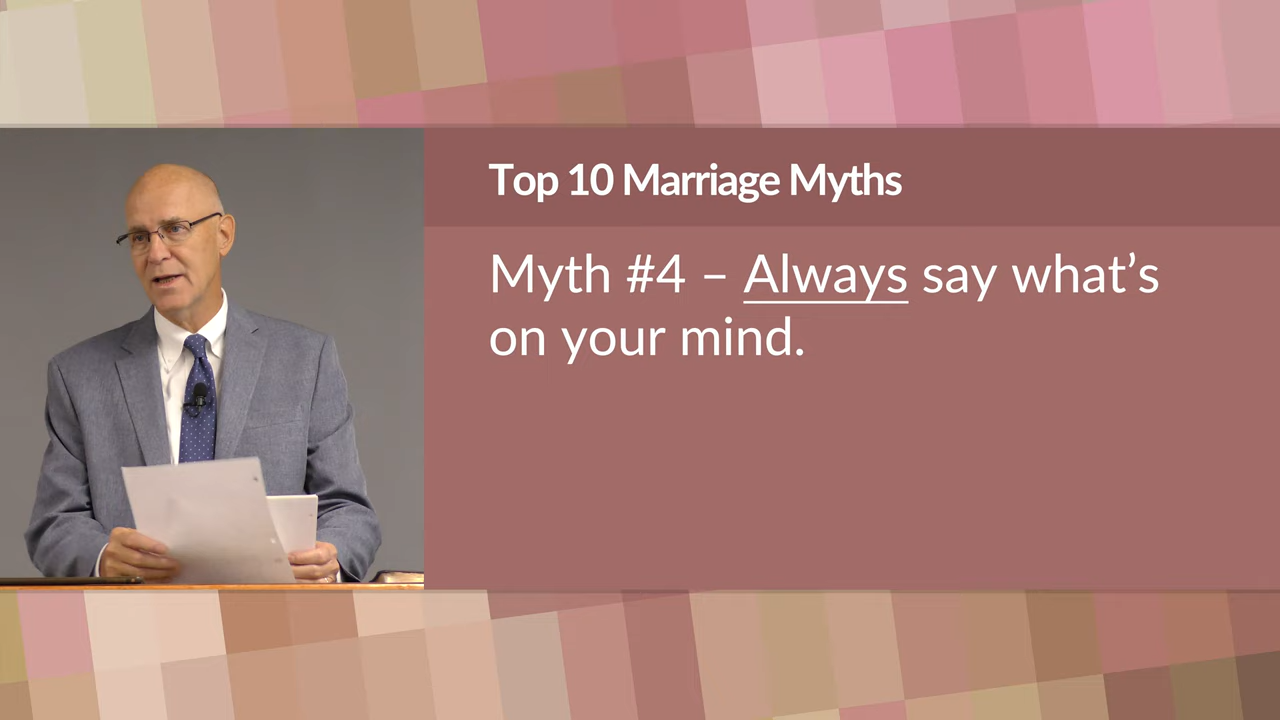 Top 10 Marriage Myths
Myth #4 – Always say what’s
on your mind.